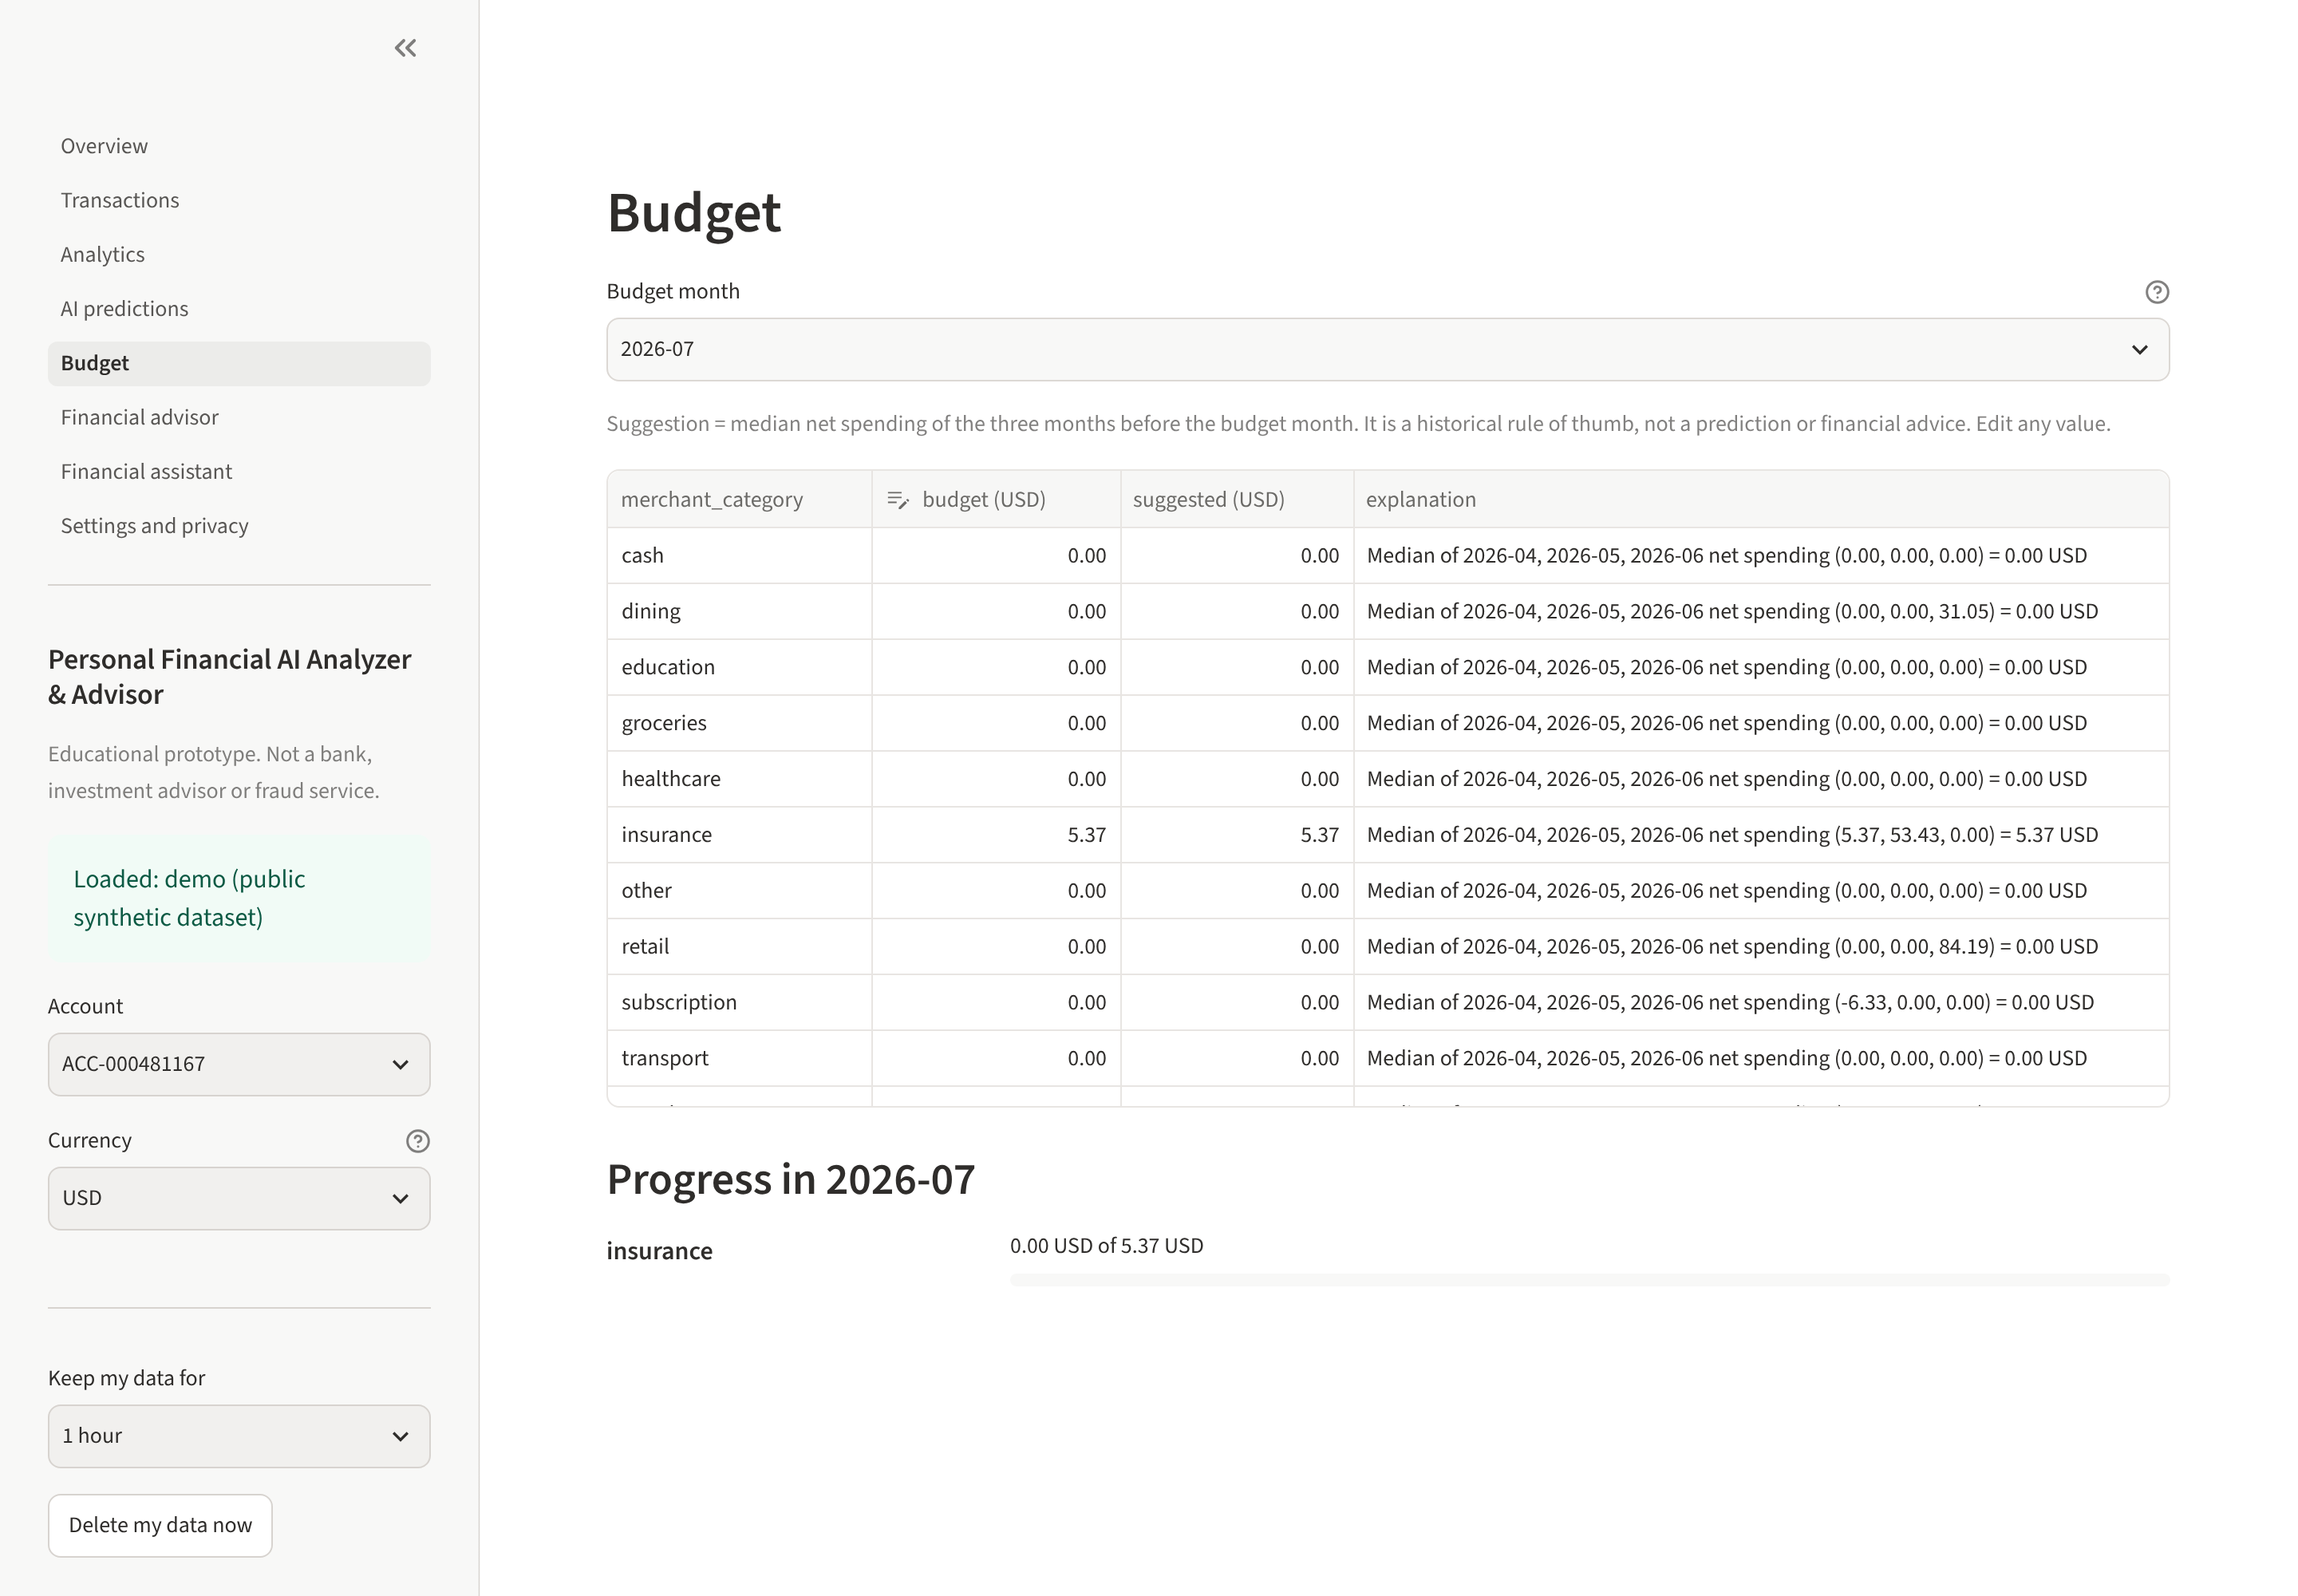 Overview
Transactions
Analytics
AI predictions
Budget
Financial advisor
Financial assistant
Settings and privacy
Personal Financial AI Analyzer
& Advisor
Educational prototype. Not a bank,
investment advisor or fraud service.
Loaded: demo (public
synthetic dataset)
Account
ACC-000481167
Currency
USD
Keep my data for
1 hour
Delete my data now
Budget
Budget month
2026-07
Suggestion = median net spending of the three months before the budget month. It is a historical rule of thumb, not a prediction or financial advice. Edit any value.
merchant_category budget (USD) suggested (USD) explanation
cash 0.00 0.00 Median of 2026-04, 2026-05, 2026-06 net spending (0.00, 0.00, 0.00) = 0.00 USD
dining 0.00 0.00 Median of 2026-04, 2026-05, 2026-06 net spending (0.00, 0.00, 31.05) = 0.00 USD
education 0.00 0.00 Median of 2026-04, 2026-05, 2026-06 net spending (0.00, 0.00, 0.00) = 0.00 USD
groceries 0.00 0.00 Median of 2026-04, 2026-05, 2026-06 net spending (0.00, 0.00, 0.00) = 0.00 USD
healthcare 0.00 0.00 Median of 2026-04, 2026-05, 2026-06 net spending (0.00, 0.00, 0.00) = 0.00 USD
insurance 5.37 5.37 Median of 2026-04, 2026-05, 2026-06 net spending (5.37, 53.43, 0.00) = 5.37 USD
other 0.00 0.00 Median of 2026-04, 2026-05, 2026-06 net spending (0.00, 0.00, 0.00) = 0.00 USD
retail 0.00 0.00 Median of 2026-04, 2026-05, 2026-06 net spending (0.00, 0.00, 84.19) = 0.00 USD
subscription 0.00 0.00 Median of 2026-04, 2026-05, 2026-06 net spending (-6.33, 0.00, 0.00) = 0.00 USD
transport 0.00 0.00 Median of 2026-04, 2026-05, 2026-06 net spending (0.00, 0.00, 0.00) = 0.00 USD
Progress in 2026-07
insurance
0.00 USD of 5.37 USD